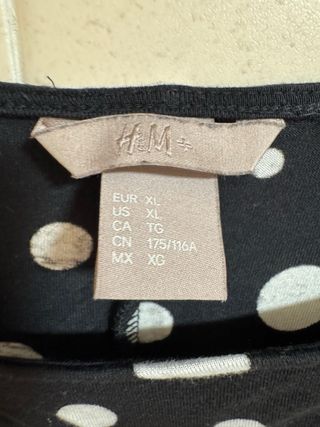 H&M+
EUR XL
US XL
CA TG
CN 175/116A
MX XG